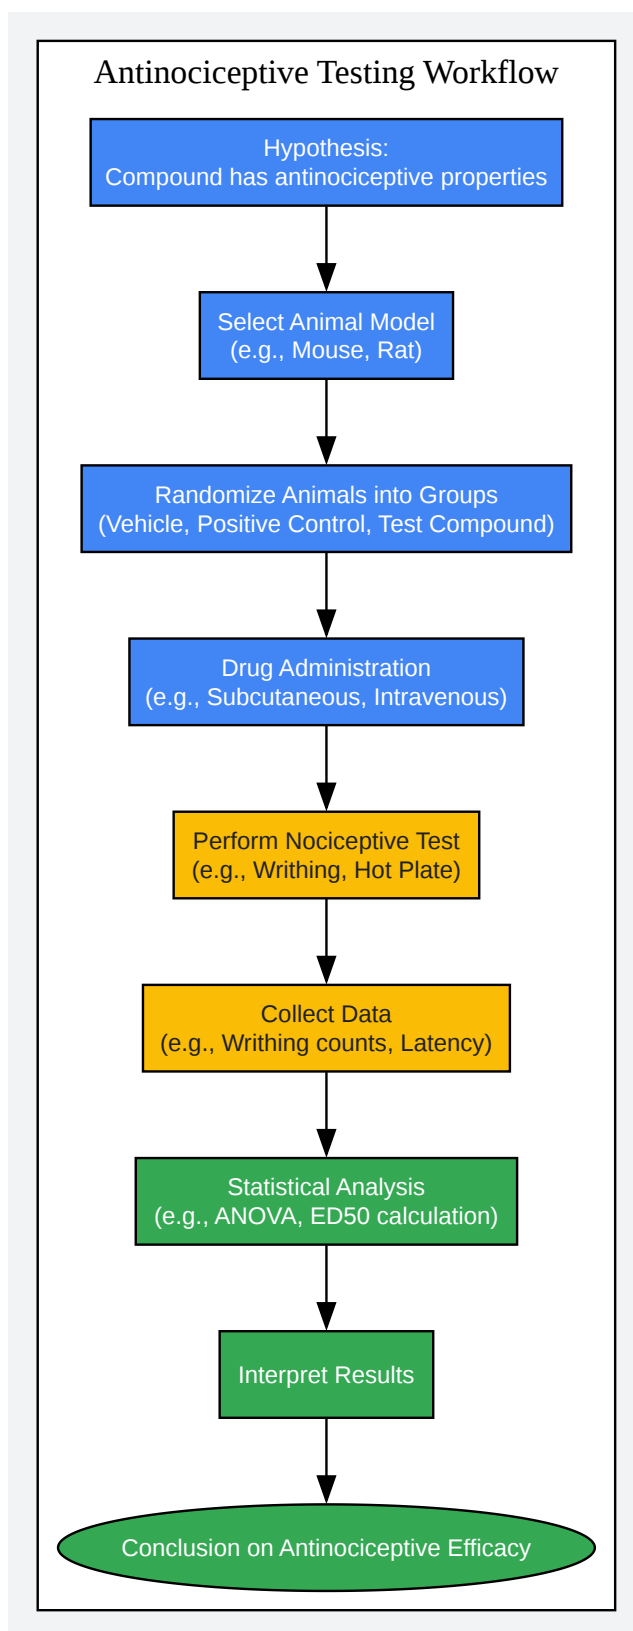 Antinociceptive Testing Workflow
Hypothesis:
Compound has antinociceptive properties
Select Animal Model
(e.g., Mouse, Rat)
Randomize Animals into Groups
(Vehicle, Positive Control, Test Compound)
Drug Administration
(e.g., Subcutaneous, Intravenous)
Perform Nociceptive Test
(e.g., Writhing, Hot Plate)
Collect Data
(e.g., Writhing counts, Latency)
Statistical Analysis
(e.g., ANOVA, ED50 calculation)
Interpret Results
Conclusion on Antinociceptive Efficacy